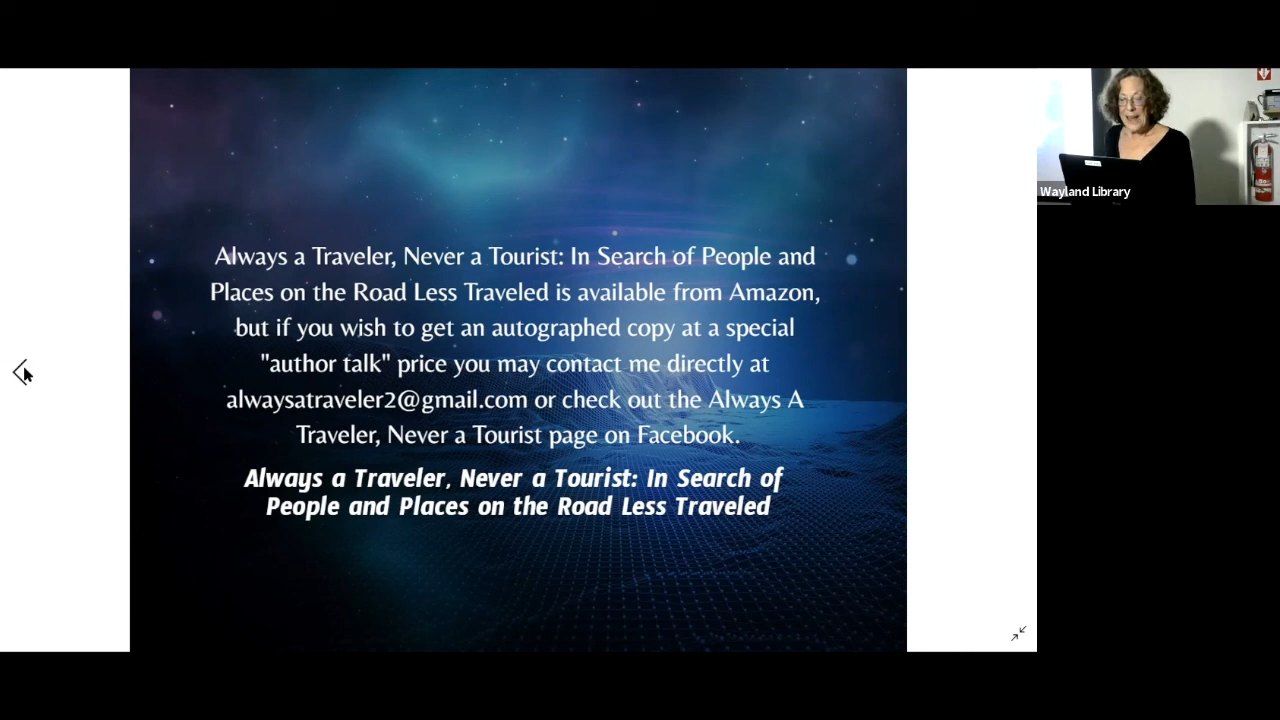 Always a Traveler, Never a Tourist: In Search of People and
Places on the Road Less Traveled is available from Amazon,
but if you wish to get an autographed copy at a special
"author talk" price you may contact me directly at
alwaysatraveler2@gmail.com or check out the Always A
Traveler, Never a Tourist page on Facebook.
Always a Traveler, Never a Tourist: In Search of
People and Places on the Road Less Traveled
Wayland Library